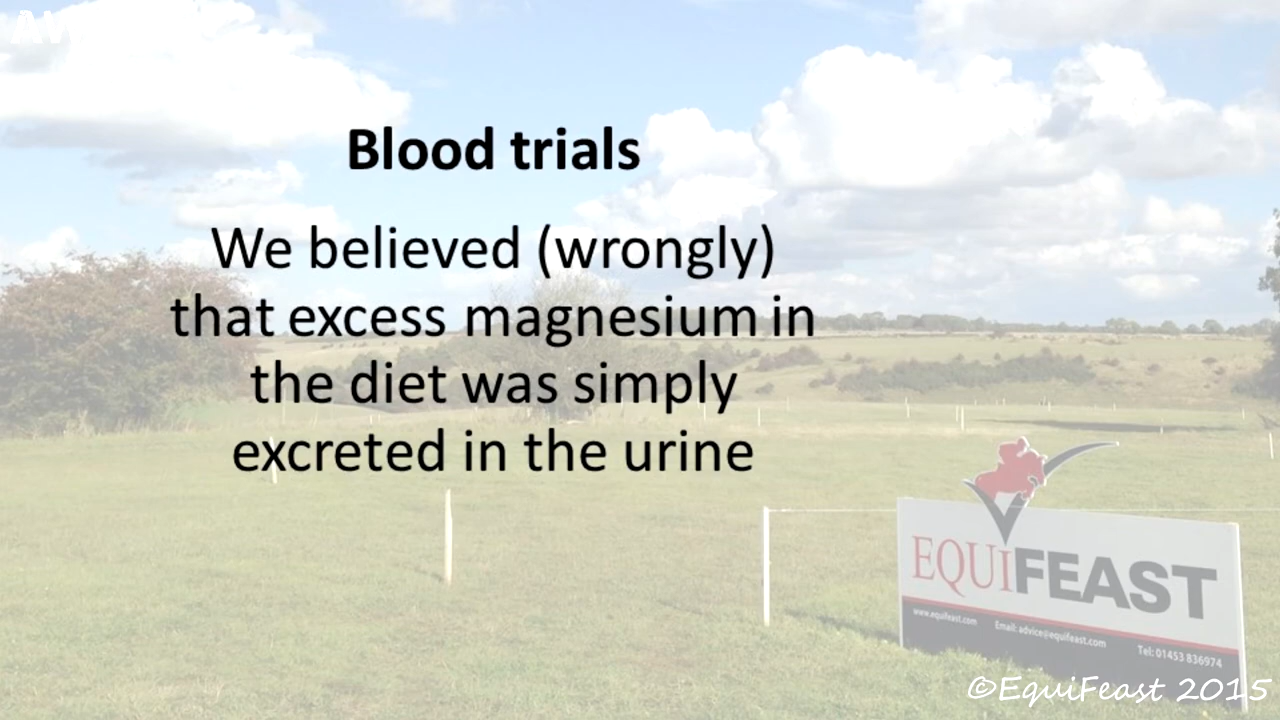 Blood trials
We believed (wrongly)
that excess magnesium in
the diet was simply
excreted in the urine
EQUIFEAST
www.equifeast.com Email: advice@equifeast.com Tel: 01453 836974
©EquiFeast 2015